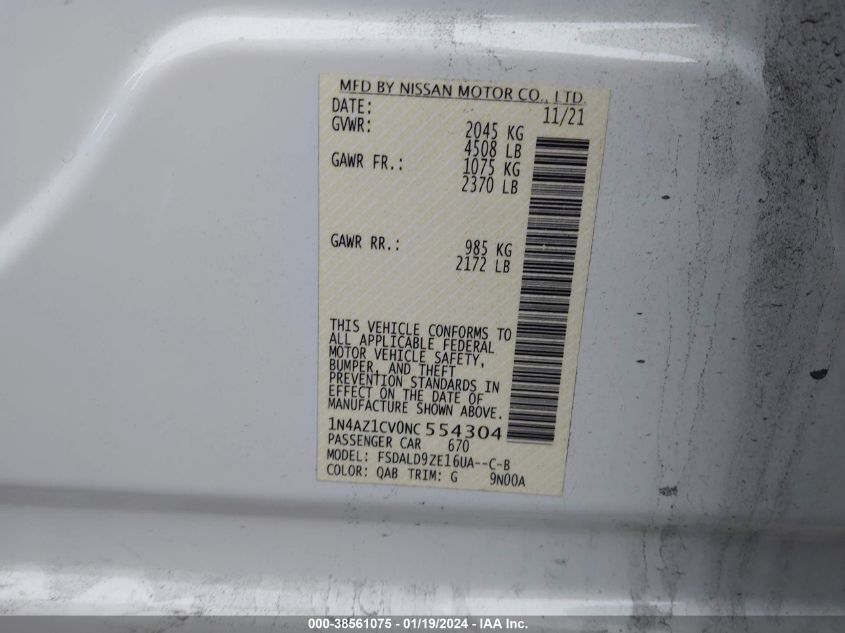 MFD BY NISSAN MOTOR CO., LTD.
DATE: 11/21
GVWR: 2045 KG
4508 LB
GAWR FR.: 1075 KG
2370 LB
GAWR RR.: 985 KG
2172 LB
THIS VEHICLE CONFORMS TO
ALL APPLICABLE FEDERAL
MOTOR VEHICLE SAFETY,
BUMPER, AND THEFT
PREVENTION STANDARDS IN
EFFECT ON THE DATE OF
MANUFACTURE SHOWN ABOVE.
1N4AZ1CV0NC554304
PASSENGER CAR 670
MODEL: FSDALD9ZE16UA--C-B
COLOR: QAB TRIM: G 9N00A
000-38561075 - 01/19/2024 - IAA Inc.